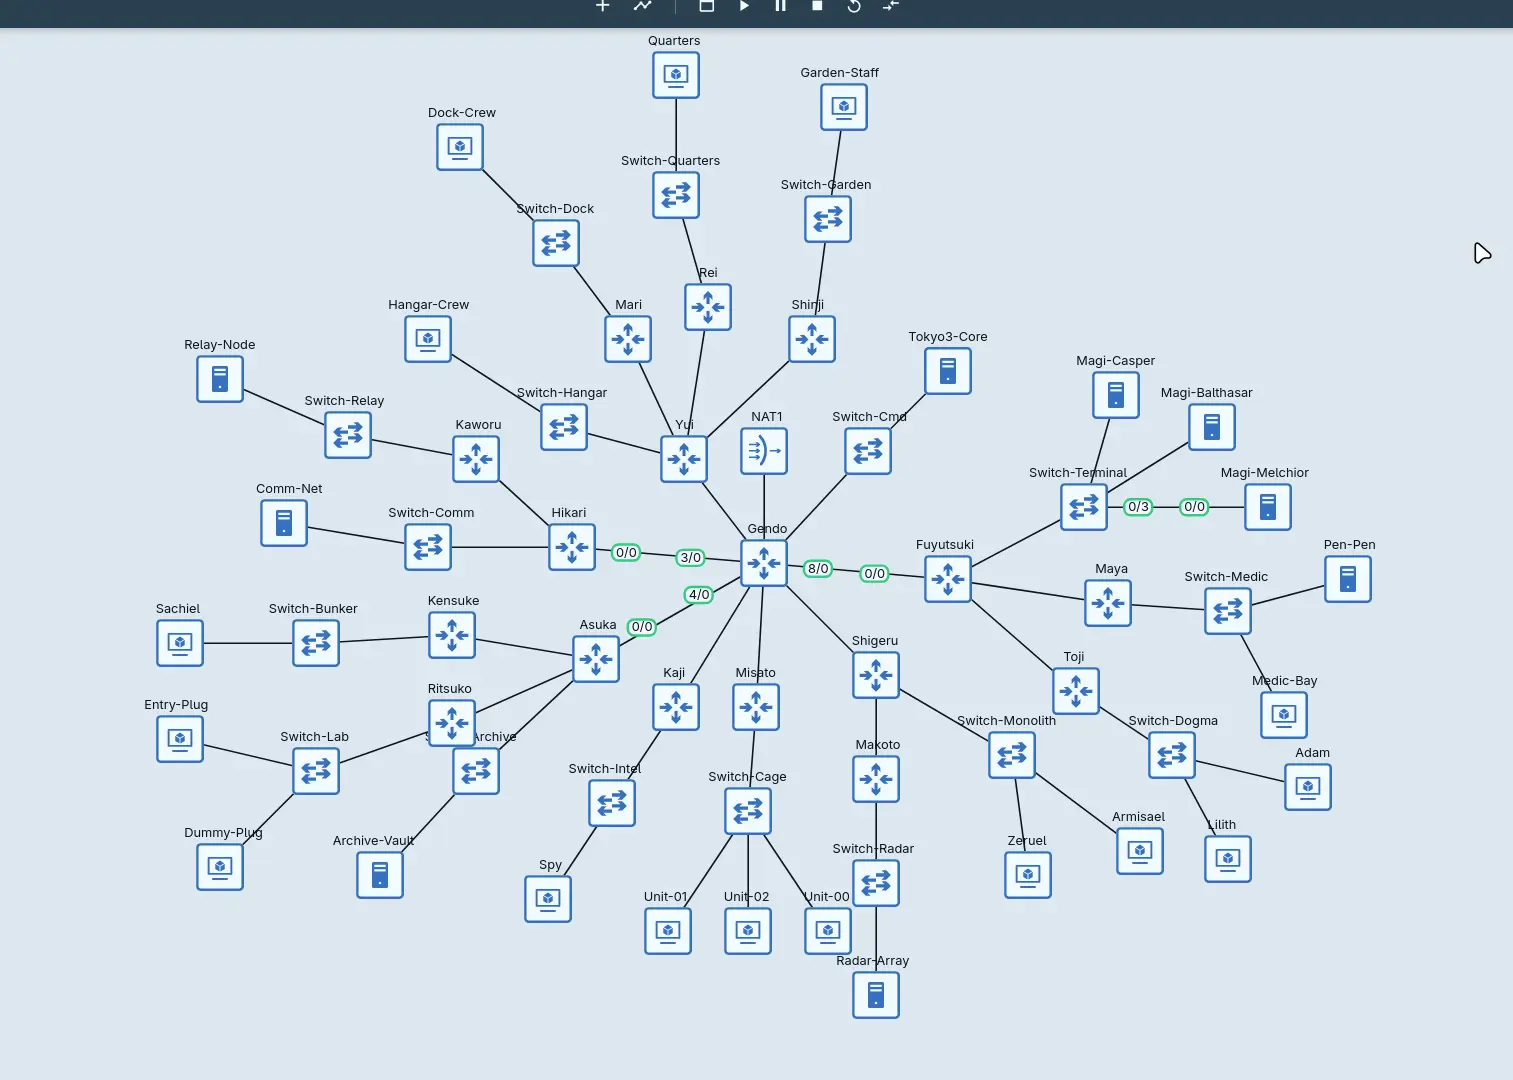 Quarters
Garden-Staff
Dock-Crew
Switch-Quarters
Switch-Garden
Switch-Dock
Rei
Hangar-Crew
Mari
Shinji
Relay-Node
Tokyo3-Core
Magi-Casper
Switch-Hangar
Magi-Balthasar
Switch-Relay
Kaworu
Yui
NAT1
Switch-Cmd
Switch-Terminal
Magi-Melchior
Comm-Net
0/3
0/0
Switch-Comm
Hikari
Gendo
0/0
3/0
8/0
0/0
Fuyutsuki
Pen-Pen
Maya
Switch-Medic
4/0
Sachiel
Switch-Bunker
Kensuke
Asuka
0/0
Shigeru
Toji
Kaji
Misato
Medic-Bay
Ritsuko
Entry-Plug
Switch-Lab
Archive
Switch-Monolith
Switch-Dogma
Makoto
Adam
Switch-Intel
Switch-Cage
Armisael
Lilith
Dummy-Plug
Archive-Vault
Zeruel
Switch-Radar
Spy
Unit-01
Unit-02
Unit-00
Radar-Array